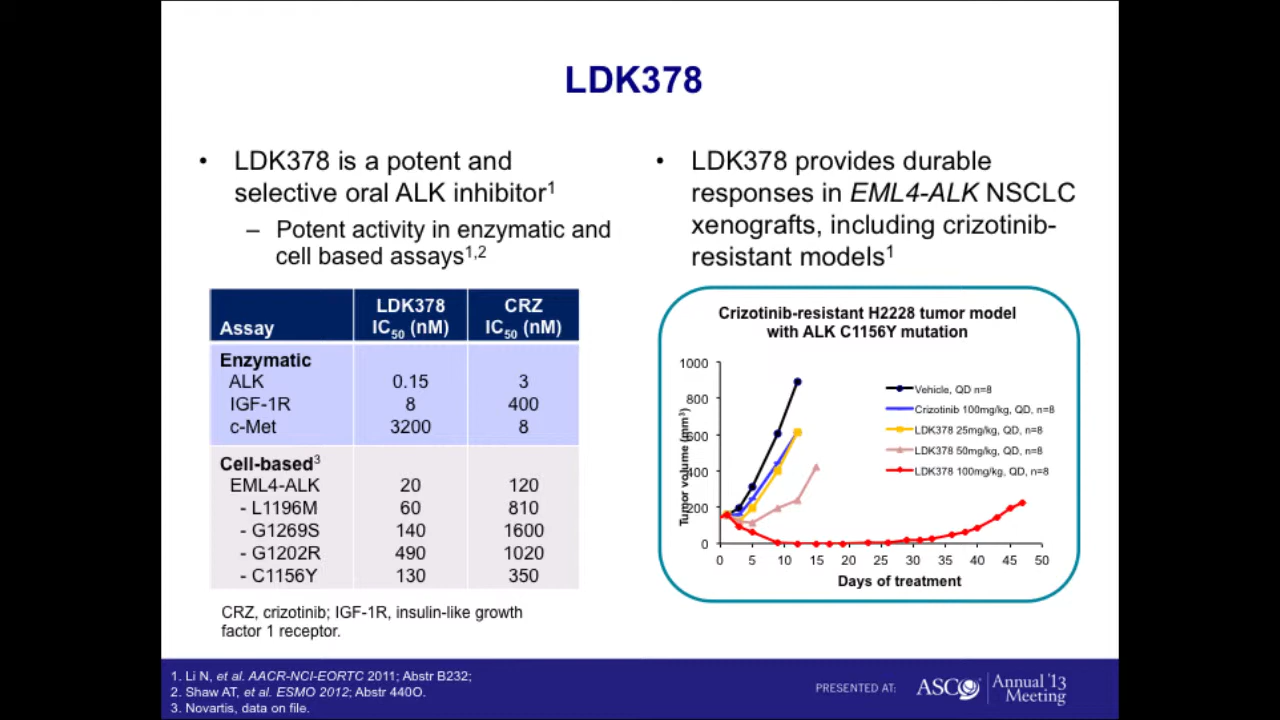 LDK378
• LDK378 is a potent and
selective oral ALK inhibitor1
– Potent activity in enzymatic and
cell based assays1,2
Assay LDK378 IC50 (nM) CRZ IC50 (nM)
Enzymatic
ALK 0.15 3
IGF-1R 8 400
c-Met 3200 8
Cell-based3
EML4-ALK 20 120
- L1196M 60 810
- G1269S 140 1600
- G1202R 490 1020
- C1156Y 130 350
CRZ, crizotinib; IGF-1R, insulin-like growth
factor 1 receptor.
• LDK378 provides durable
responses in EML4-ALK NSCLC
xenografts, including crizotinib-
resistant models1
Crizotinib-resistant H2228 tumor model
with ALK C1156Y mutation
Tumor volume (mm3)
1000
800
600
400
200
0
0 5 10 15 20 25 30 35 40 45 50
Days of treatment
Vehicle, QD n=8
Crizotinib 100mg/kg, QD, n=8
LDK378 25mg/kg, QD, n=8
LDK378 50mg/kg, QD, n=8
LDK378 100mg/kg, QD, n=8
1. Li N, et al. AACR-NCI-EORTC 2011; Abstr B232;
2. Shaw AT, et al. ESMO 2012; Abstr 440O.
3. Novartis, data on file.
PRESENTED AT: ASCO Annual '13
Meeting